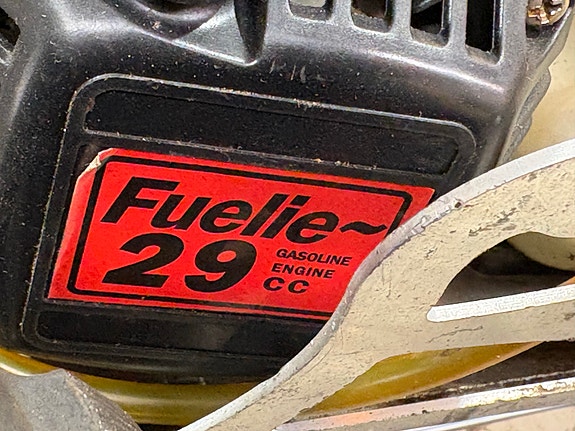 Fuelie~
29 GASOLINE
ENGINE
CC